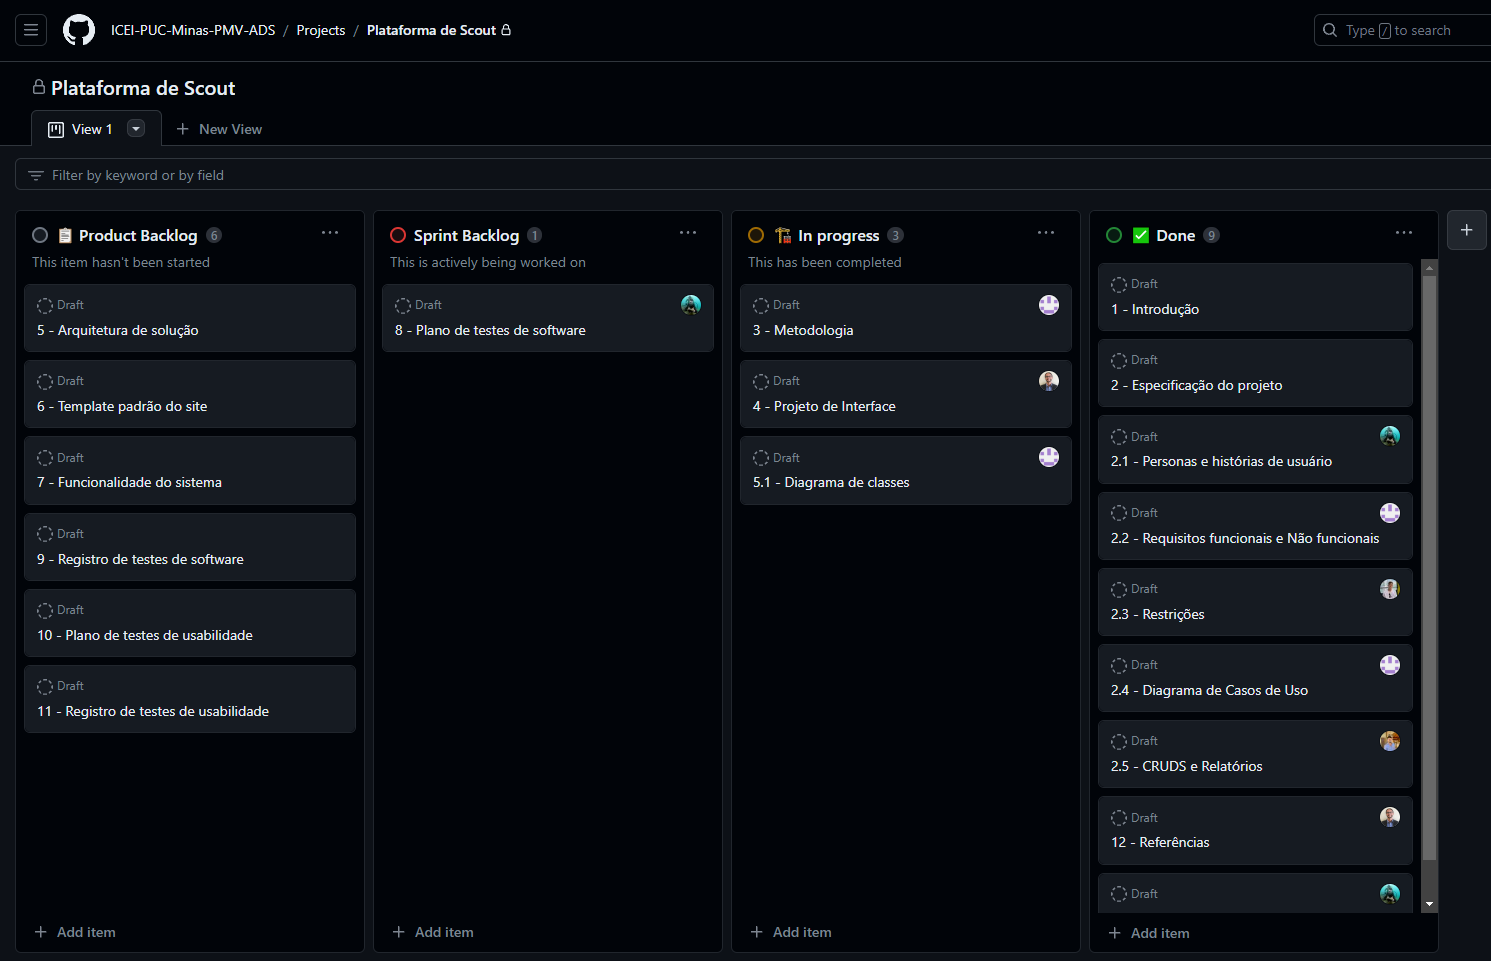 ICEI-PUC-Minas-PMV-ADS / Projects / Plataforma de Scout
Type / to search
Plataforma de Scout
View 1
New View
Filter by keyword or by field
Product Backlog 6
This item hasn't been started
Draft
5 - Arquitetura de solução
Draft
6 - Template padrão do site
Draft
7 - Funcionalidade do sistema
Draft
9 - Registro de testes de software
Draft
10 - Plano de testes de usabilidade
Draft
11 - Registro de testes de usabilidade
Add item
Sprint Backlog 1
This is actively being worked on
Draft
8 - Plano de testes de software
Add item
In progress 3
This has been completed
Draft
3 - Metodologia
Draft
4 - Projeto de Interface
Draft
5.1 - Diagrama de classes
Add item
Done 9
Draft
1 - Introdução
Draft
2 - Especificação do projeto
Draft
2.1 - Personas e histórias de usuário
Draft
2.2 - Requisitos funcionais e Não funcionais
Draft
2.3 - Restrições
Draft
2.4 - Diagrama de Casos de Uso
Draft
2.5 - CRUDS e Relatórios
Draft
12 - Referências
Draft
Add item